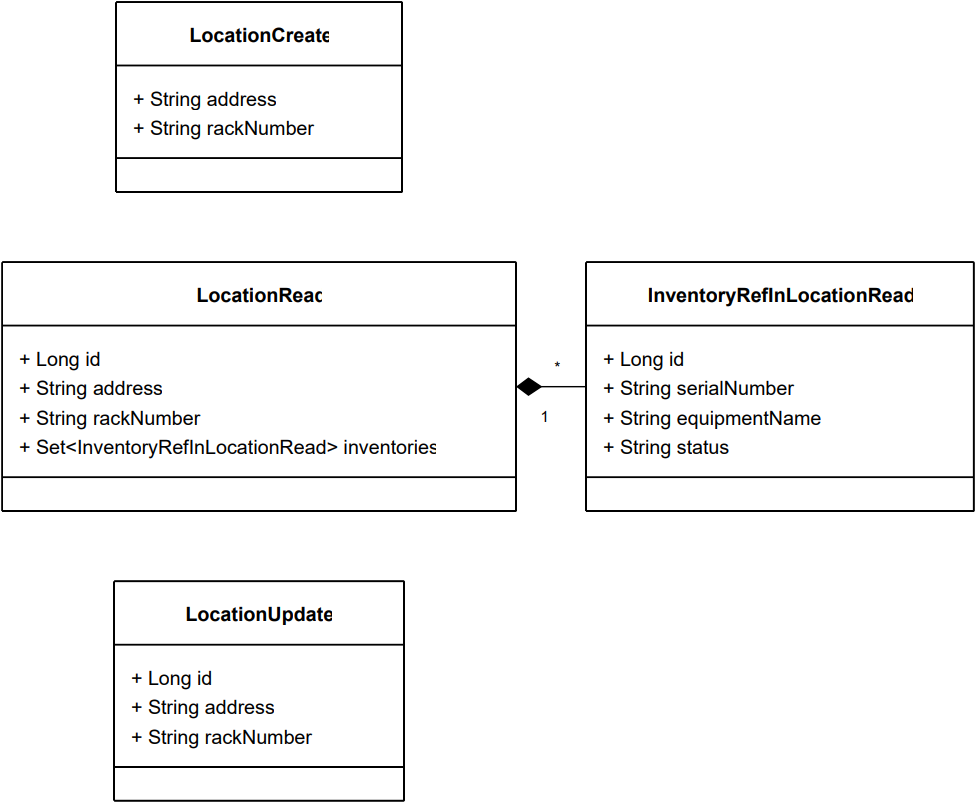 LocationCreate
+ String address
+ String rackNumber
LocationRead
+ Long id
+ String address
+ String rackNumber
+ Set<InventoryRefInLocationRead> inventories
*
1
InventoryRefInLocationRead
+ Long id
+ String serialNumber
+ String equipmentName
+ String status
LocationUpdate
+ Long id
+ String address
+ String rackNumber